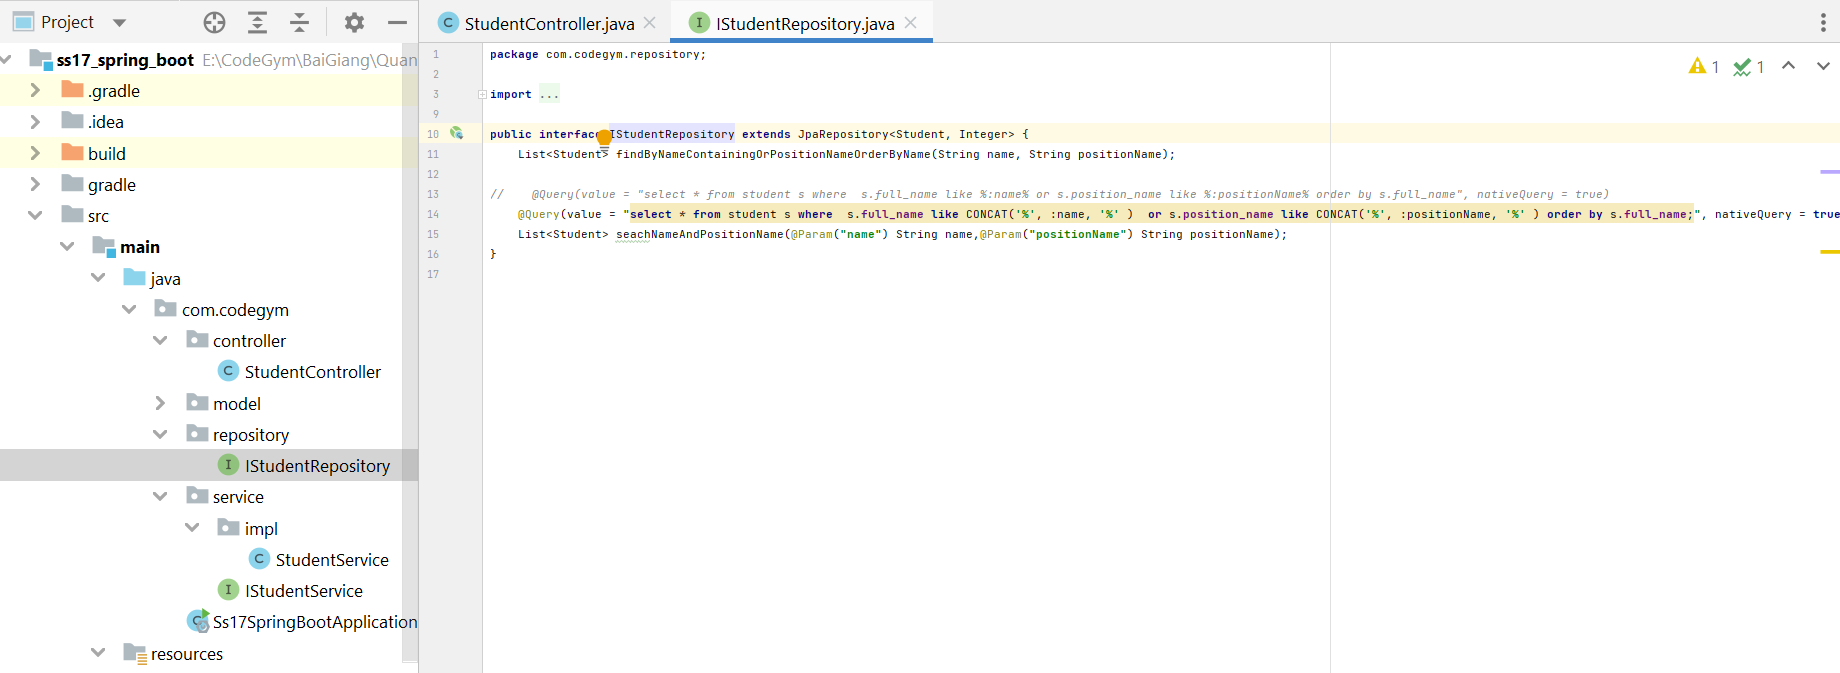 Project
StudentController.java
IStudentRepository.java
ss17_spring_boot E:\CodeGym\BaiGiang\Quan
.gradle
.idea
build
gradle
src
main
java
com.codegym
controller
StudentController
model
repository
IStudentRepository
service
impl
StudentService
IStudentService
Ss17SpringBootApplication
resources
1 package com.codegym.repository;
2
3 import ...
9
10 public interface IStudentRepository extends JpaRepository<Student, Integer> {
11 List<Student> findByNameContainingOrPositionNameOrderByName(String name, String positionName);
12
13 // @Query(value = "select * from student s where  s.full_name like %:name% or s.position_name like %:positionName% order by s.full_name", nativeQuery = true)
14 @Query(value = "select * from student s where  s.full_name like CONCAT('%', :name, '%' )  or s.position_name like CONCAT('%', :positionName, '%' ) order by s.full_name;", nativeQuery = true
15 List<Student> seachNameAndPositionName(@Param("name") String name,@Param("positionName") String positionName);
16 }
17
1 1